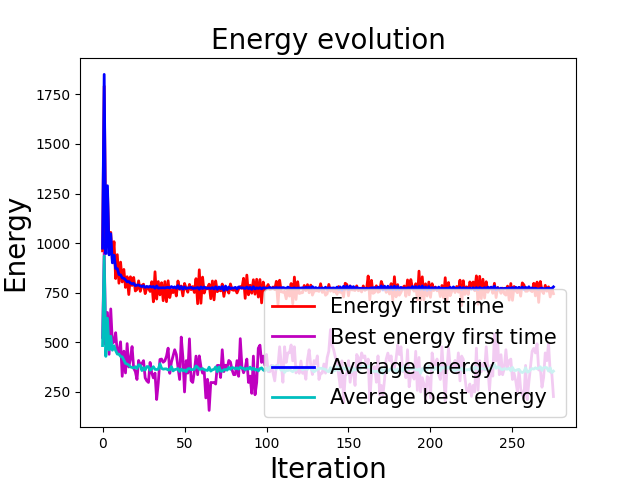 Energy evolution
Energy
1750
1500
1250
1000
750
500
250
Energy first time
Best energy first time
Average energy
Average best energy
0 50 100 150 200 250
Iteration